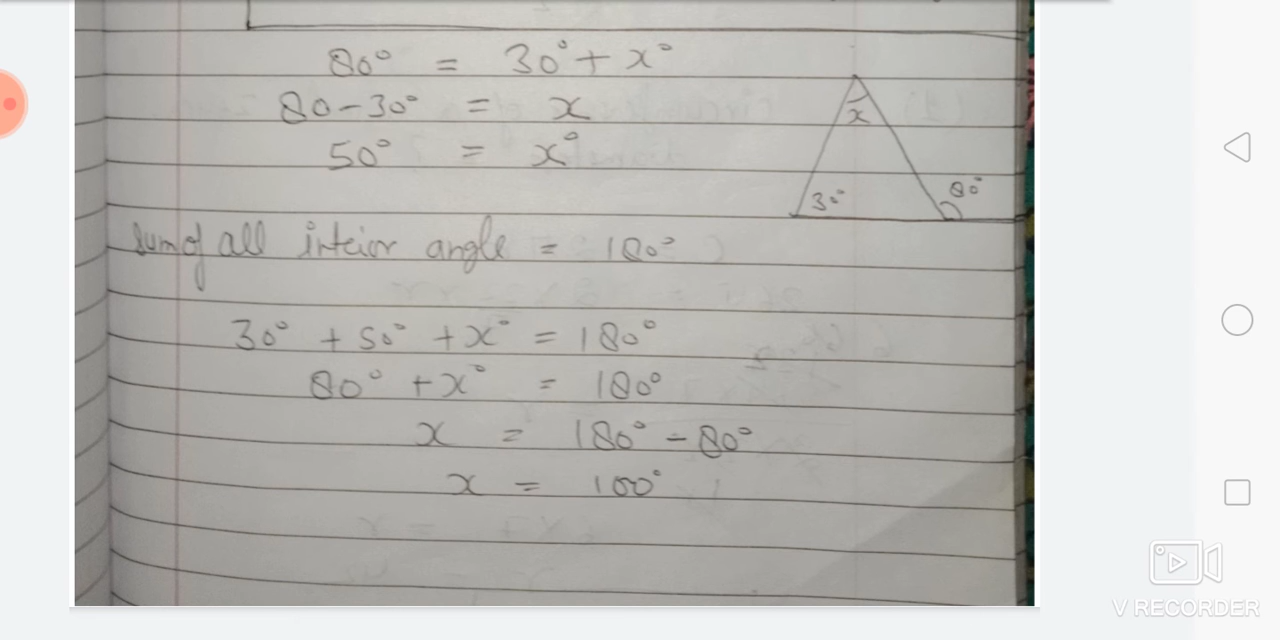 80° = 30° + x°
80 - 30° = x
50° = x°
x
30°
80°
Sum of all inteior angle = 180°
30° + 50° + x° = 180°
80° + x° = 180°
x = 180° - 80°
x = 100°
V RECORDER